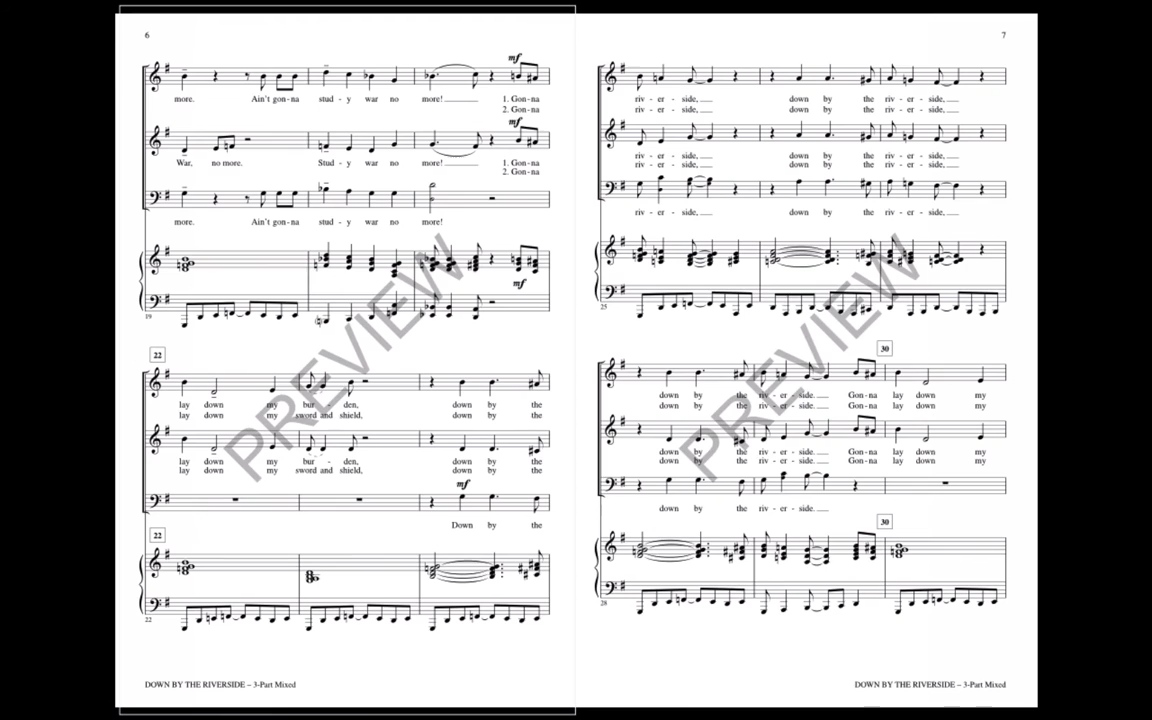 6
mf
more. Ain't gon - na stud - y war no more! 1. Gon - na
2. Gon - na
mf
War, no more. Stud - y war no more! 1. Gon - na
2. Gon - na
more. Ain't gon - na stud - y war no more!
mf
19
22
lay down my bur - den, down by the
lay down my sword and shield, down by the
lay down my bur - den, down by the
lay down my sword and shield, down by the
mf
Down by the
22
22
PREVIEW
DOWN BY THE RIVERSIDE – 3-Part Mixed
7
riv - er - side, down by the riv - er - side,
riv - er - side, down by the riv - er - side,
riv - er - side, down by the riv - er - side,
riv - er - side, down by the riv - er - side,
riv - er - side, down by the riv - er - side,
25
30
down by the riv - er - side. Gon - na lay down my
down by the riv - er - side. Gon - na lay down my
down by the riv - er - side. Gon - na lay down my
down by the riv - er - side. Gon - na lay down my
down by the riv - er - side.
30
28
PREVIEW
DOWN BY THE RIVERSIDE – 3-Part Mixed